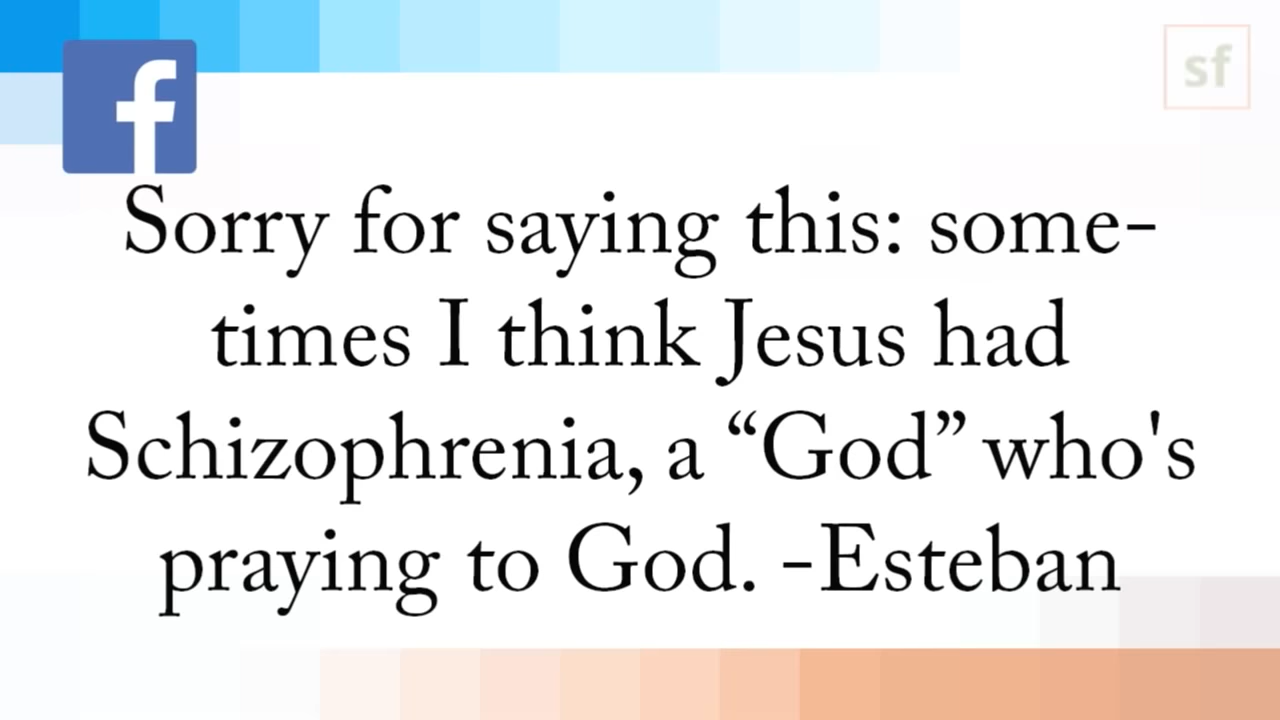 f
sf
Sorry for saying this: some-
times I think Jesus had
Schizophrenia, a “God” who's
praying to God. -Esteban